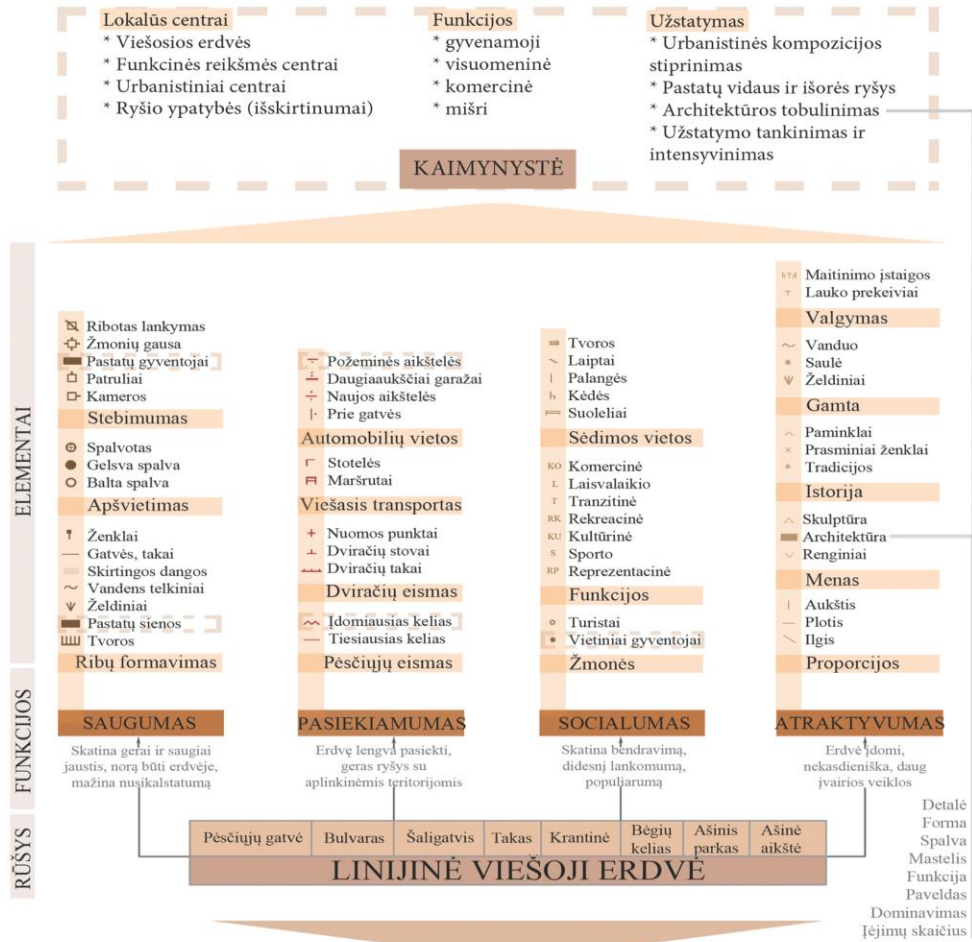 Lokalūs centrai
* Viešosios erdvės
* Funkcinės reikšmės centrai
* Urbanistiniai centrai
* Ryšio ypatybės (išskirtinumai)
Funkcijos
* gyvenamoji
* visuomeninė
* komercinė
* mišri
Užstatymas
* Urbanistinės kompozicijos
stiprinimas
* Pastatų vidaus ir išorės ryšys
* Architektūros tobulinimas
* Užstatymo tankinimas ir
intensyvinimas
KAIMYNYSTĖ
ELEMENTAI
Ribotas lankymas
Žmonių gausa
Pastatų gyventojai
Patruliai
Kameros
Stebimumas
Spalvotas
Gelsva spalva
Balta spalva
Apšvietimas
Ženklai
Gatvės, takai
Skirtingos dangos
Vandens telkiniai
Želdiniai
Pastatų sienos
Tvoros
Ribų formavimas
Požeminės aikštelės
Daugiaaukščiai garažai
Naujos aikštelės
Prie gatvės
Automobilių vietos
Stotelės
Maršrutai
Viešasis transportas
Nuomos punktai
Dviračių stovai
Dviračių takai
Dviračių eismas
Įdomiausias kelias
Tiesiausias kelias
Pėsčiųjų eismas
Tvoros
Laiptai
Palangės
Kėdės
Suoleliai
Sėdimos vietos
KO Komercinė
L Laisvalaikio
T Tranzitinė
RK Rekreacinė
KU Kultūrinė
S Sporto
RP Reprezentacinė
Funkcijos
Turistai
Vietiniai gyventojai
Žmonės
Maitinimo įstaigos
Lauko prekeiviai
Valgymas
Vanduo
Saulė
Želdiniai
Gamta
Paminklai
Prasminiai ženklai
Tradicijos
Istorija
Skulptūra
Architektūra
Renginiai
Menas
Aukštis
Plotis
Ilgis
Proporcijos
FUNKCIJOS
SAUGUMAS
Skatina gerai ir saugiai
jaustis, norą būti erdvėje,
mažina nusikalstatumą
PASIEKIAMUMAS
Erdvę lengva pasiekti,
geras ryšys su
aplinkinėmis teritorijomis
SOCIALUMAS
Skatina bendravimą,
didesnį lankomumą,
populiarumą
ATRAKTYVUMAS
Erdvė įdomi,
nekasdieniška, daug
įvairios veiklos
RŪŠYS
Pėsčiųjų gatvė
Bulvaras
Šaligatvis
Takas
Krantinė
Bėgių
kelias
Ašinis
parkas
Ašinė
aikštė
LINIJINĖ VIEŠOJI ERDVĖ
Detalė
Forma
Spalva
Mastelis
Funkcija
Paveldas
Dominavimas
Įėjimų skaičius